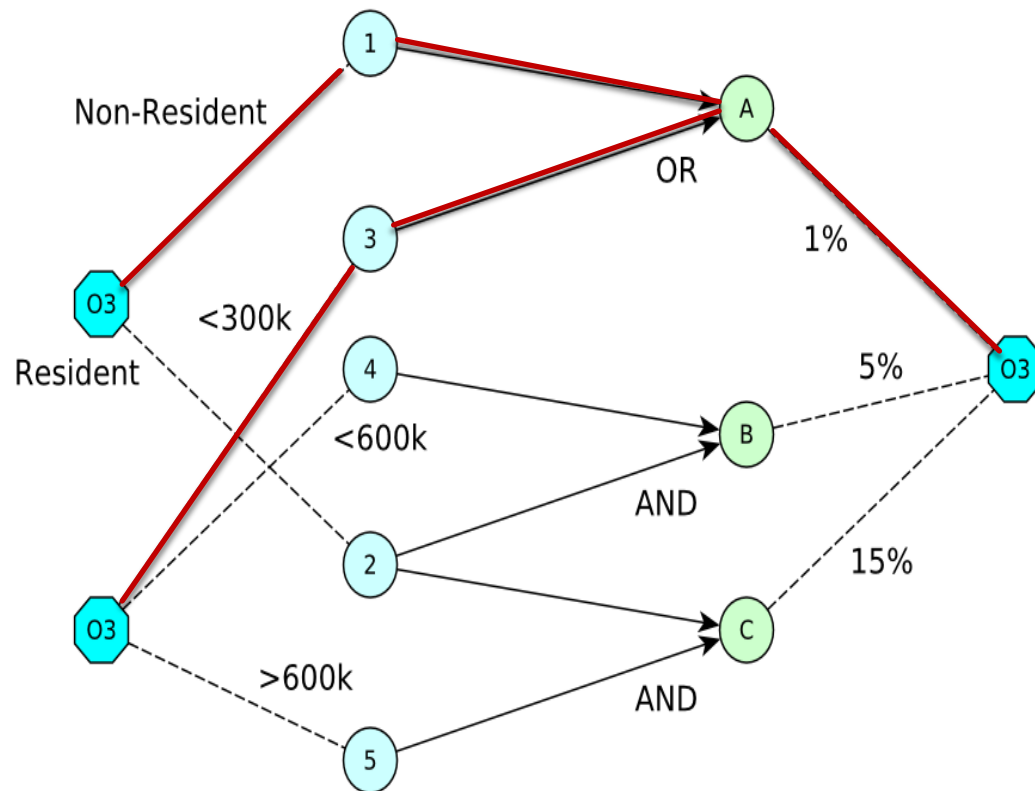 1
Non-Resident
A
OR
3
1%
O3
<300k
Resident
4
5%
O3
<600k
B
AND
2
15%
O3
C
>600k
AND
5